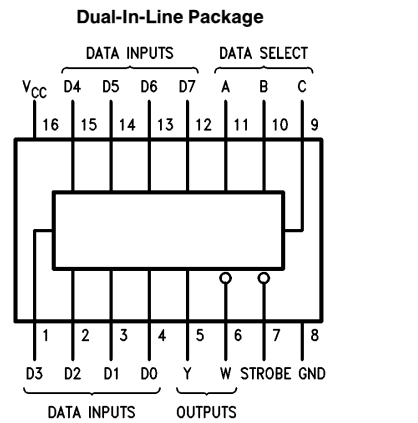 Dual-In-Line Package
DATA INPUTS DATA SELECT
VCC D4 D5 D6 D7 A B C
16 15 14 13 12 11 10 9
1 2 3 4 5 6 7 8
D3 D2 D1 D0 Y W STROBE GND
DATA INPUTS OUTPUTS